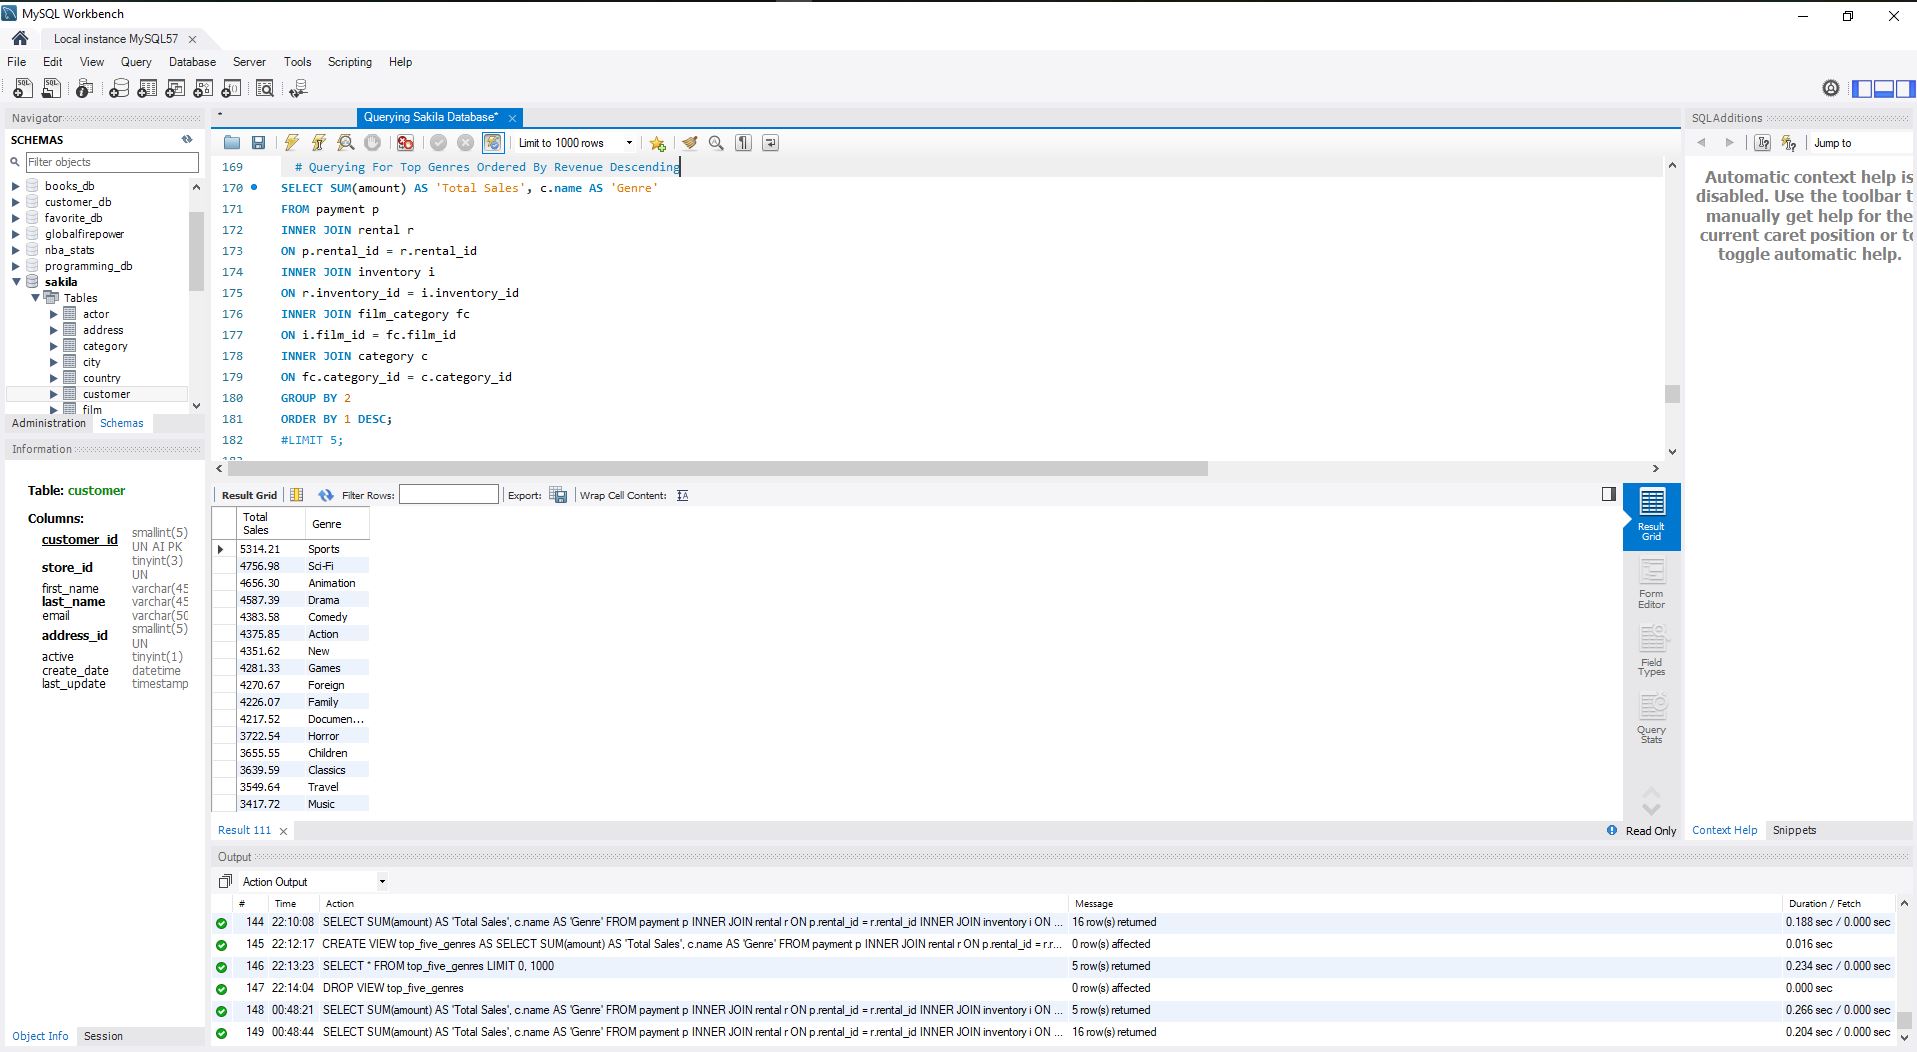 MySQL Workbench
Local instance MySQL57
File Edit View Query Database Server Tools Scripting Help
Navigator
SCHEMAS
Filter objects
books_db
customer_db
favorite_db
globalfirepower
nba_stats
programming_db
sakila
Tables
actor
address
category
city
country
customer
film
Administration Schemas
Information
Table: customer
Columns:
customer_id smallint(5) UN AI PK
store_id tinyint(3) UN
first_name varchar(45
last_name varchar(45
email varchar(50
address_id smallint(5) UN
active tinyint(1)
create_date datetime
last_update timestamp
Object Info Session
* Querying Sakila Database*
Limit to 1000 rows
169 # Querying For Top Genres Ordered By Revenue Descending
170 SELECT SUM(amount) AS 'Total Sales', c.name AS 'Genre'
171 FROM payment p
172 INNER JOIN rental r
173 ON p.rental_id = r.rental_id
174 INNER JOIN inventory i
175 ON r.inventory_id = i.inventory_id
176 INNER JOIN film_category fc
177 ON i.film_id = fc.film_id
178 INNER JOIN category c
179 ON fc.category_id = c.category_id
180 GROUP BY 2
181 ORDER BY 1 DESC;
182 #LIMIT 5;
Result Grid Filter Rows: Export: Wrap Cell Content:
Total Sales Genre
5314.21 Sports
4756.98 Sci-Fi
4656.30 Animation
4587.39 Drama
4383.58 Comedy
4375.85 Action
4351.62 New
4281.33 Games
4270.67 Foreign
4226.07 Family
4217.52 Documen...
3722.54 Horror
3655.55 Children
3639.59 Classics
3549.64 Travel
3417.72 Music
Result 111
Read Only
Result Grid
Form Editor
Field Types
Query Stats
SQLAdditions
Jump to
Automatic context help is
disabled. Use the toolbar t
manually get help for the
current caret position or to
toggle automatic help.
Context Help Snippets
Output
Action Output
# Time Action Message Duration / Fetch
144 22:10:08 SELECT SUM(amount) AS 'Total Sales', c.name AS 'Genre' FROM payment p INNER JOIN rental r ON p.rental_id = r.rental_id INNER JOIN inventory i ON ... 16 row(s) returned 0.188 sec / 0.000 sec
145 22:12:17 CREATE VIEW top_five_genres AS SELECT SUM(amount) AS 'Total Sales', c.name AS 'Genre' FROM payment p INNER JOIN rental r ON p.rental_id = r.r... 0 row(s) affected 0.016 sec
146 22:13:23 SELECT * FROM top_five_genres LIMIT 0, 1000 5 row(s) returned 0.234 sec / 0.000 sec
147 22:14:04 DROP VIEW top_five_genres 0 row(s) affected 0.000 sec
148 00:48:21 SELECT SUM(amount) AS 'Total Sales', c.name AS 'Genre' FROM payment p INNER JOIN rental r ON p.rental_id = r.rental_id INNER JOIN inventory i ON ... 5 row(s) returned 0.266 sec / 0.000 sec
149 00:48:44 SELECT SUM(amount) AS 'Total Sales', c.name AS 'Genre' FROM payment p INNER JOIN rental r ON p.rental_id = r.rental_id INNER JOIN inventory i ON ... 16 row(s) returned 0.204 sec / 0.000 sec